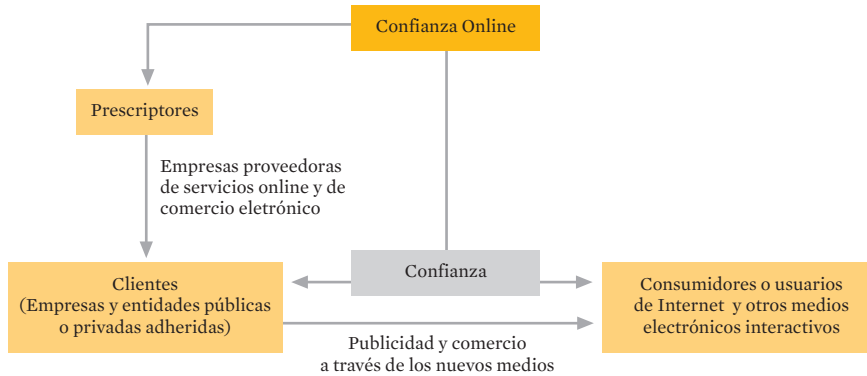 Confianza Online
Prescriptores
Empresas proveedoras
de servicios online y de
comercio eletrónico
Clientes
(Empresas y entidades públicas
o privadas adheridas)
Confianza
Consumidores o usuarios
de Internet y otros medios
electrónicos interactivos
Publicidad y comercio
a través de los nuevos medios